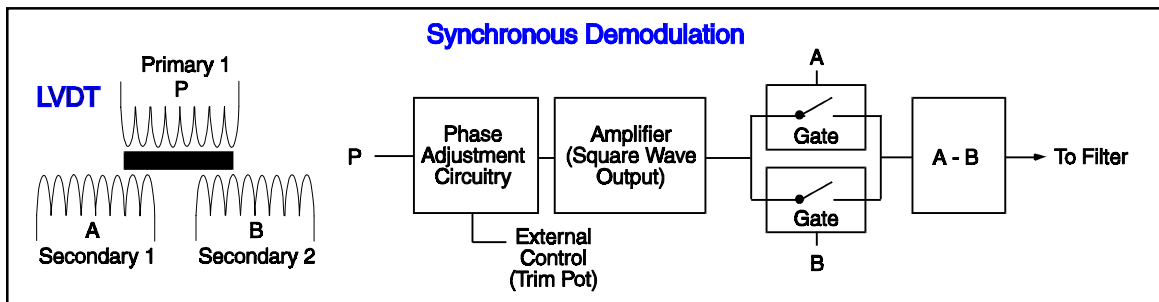 Synchronous Demodulation
LVDT
Primary 1
P
A
Secondary 1
B
Secondary 2
P
Phase
Adjustment
Circuitry
External
Control
(Trim Pot)
Amplifier
(Square Wave
Output)
A
Gate
Gate
B
A - B
To Filter